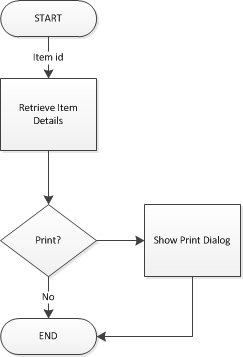 START
Item id
Retrieve Item
Details
Print?
Show Print Dialog
No
END